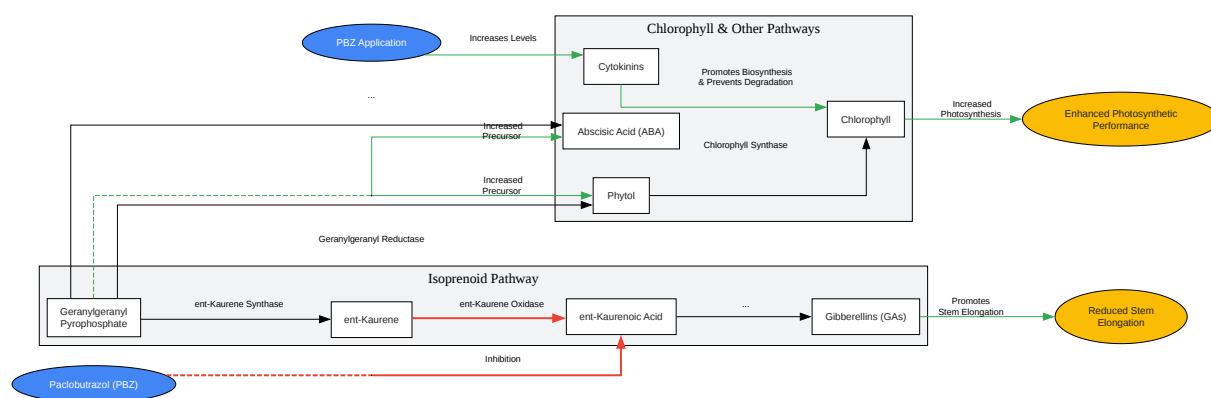 Chlorophyll & Other Pathways
PBZ Application
Increases Levels
Cytokinins
Promotes Biosynthesis
& Prevents Degradation
...
Increased
Precursor
Abscisic Acid (ABA)
Chlorophyll
Increased
Photosynthesis
Enhanced Photosynthetic
Performance
Chlorophyll Synthase
Increased
Precursor
Phytol
Geranylgeranyl Reductase
Isoprenoid Pathway
Geranylgeranyl
Pyrophosphate
ent-Kaurene Synthase
ent-Kaurene
ent-Kaurene Oxidase
ent-Kaurenoic Acid
...
Gibberellins (GAs)
Promotes
Stem Elongation
Reduced Stem
Elongation
Inhibition
Paclobutrazol (PBZ)